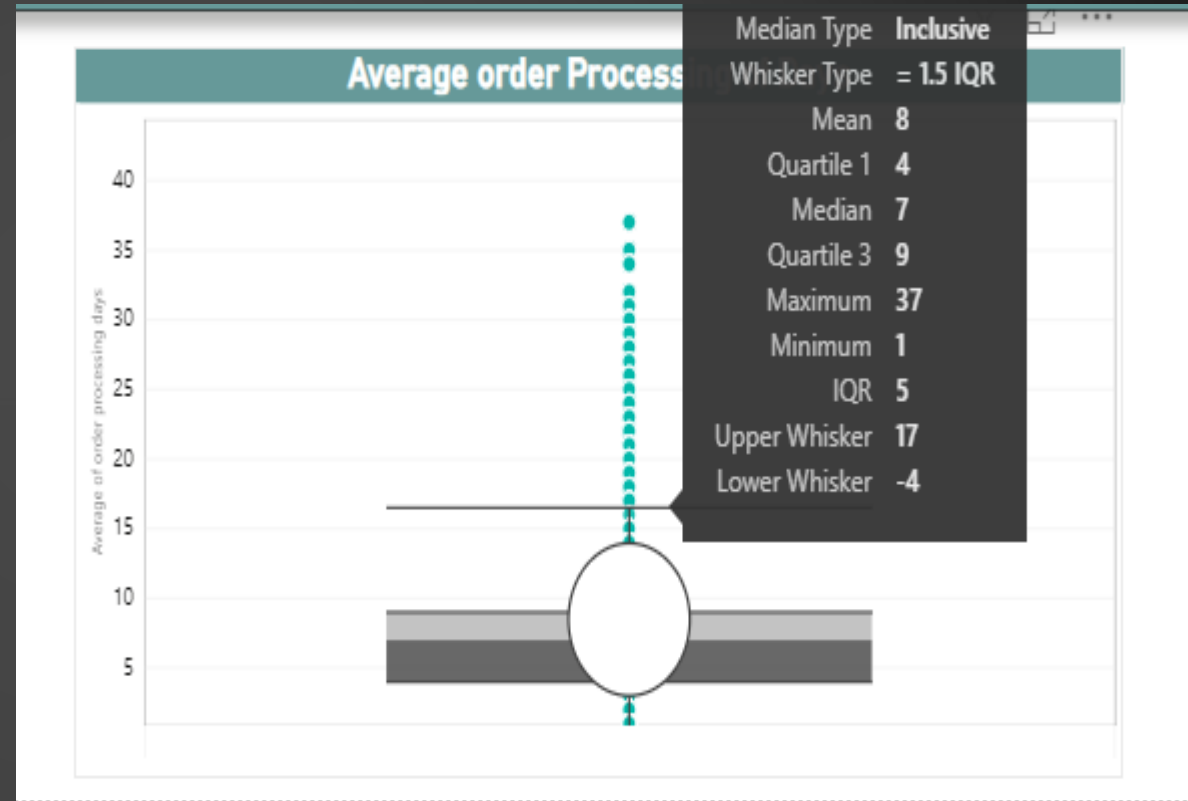 Average order Process
Median Type Inclusive
Whisker Type = 1.5 IQR
Mean 8
Quartile 1 4
Median 7
Quartile 3 9
Maximum 37
Minimum 1
IQR 5
Upper Whisker 17
Lower Whisker -4
Average of order processing days
40
35
30
25
20
15
10
5